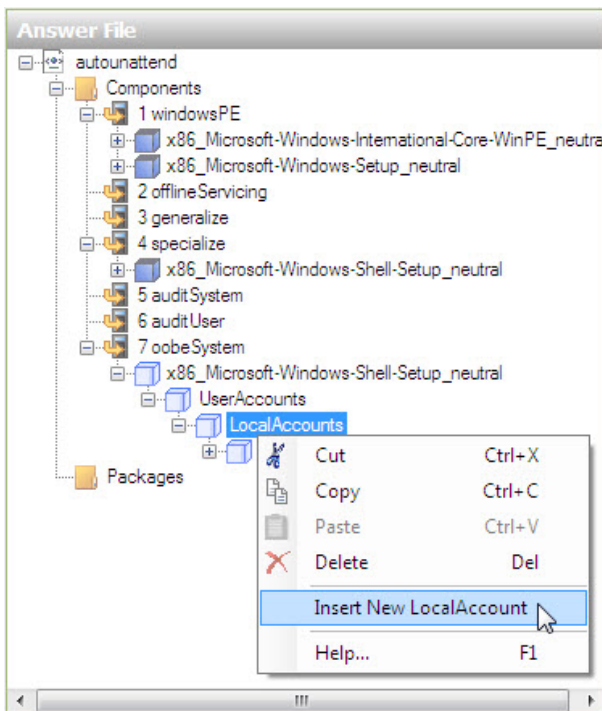 Answer File
autounattend
Components
1 windowsPE
x86_Microsoft-Windows-International-Core-WinPE_neutra
x86_Microsoft-Windows-Setup_neutral
2 offlineServicing
3 generalize
4 specialize
x86_Microsoft-Windows-Shell-Setup_neutral
5 auditSystem
6 auditUser
7 oobeSystem
x86_Microsoft-Windows-Shell-Setup_neutral
UserAccounts
LocalAccounts
Packages
Cut Ctrl+X
Copy Ctrl+C
Paste Ctrl+V
Delete Del
Insert New LocalAccount
Help... F1